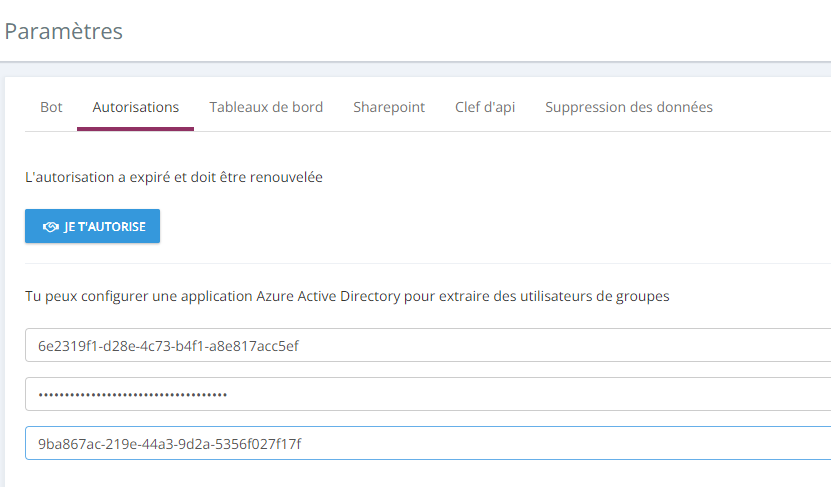 Paramètres
Bot Autorisations Tableaux de bord Sharepoint Clef d'api Suppression des données
L'autorisation a expiré et doit être renouvelée
JE T'AUTORISE
Tu peux configurer une application Azure Active Directory pour extraire des utilisateurs de groupes
6e2319f1-d28e-4c73-b4f1-a8e817acc5ef
••••••••••••••••••••••••••••••••••••
9ba867ac-219e-44a3-9d2a-5356f027f17f